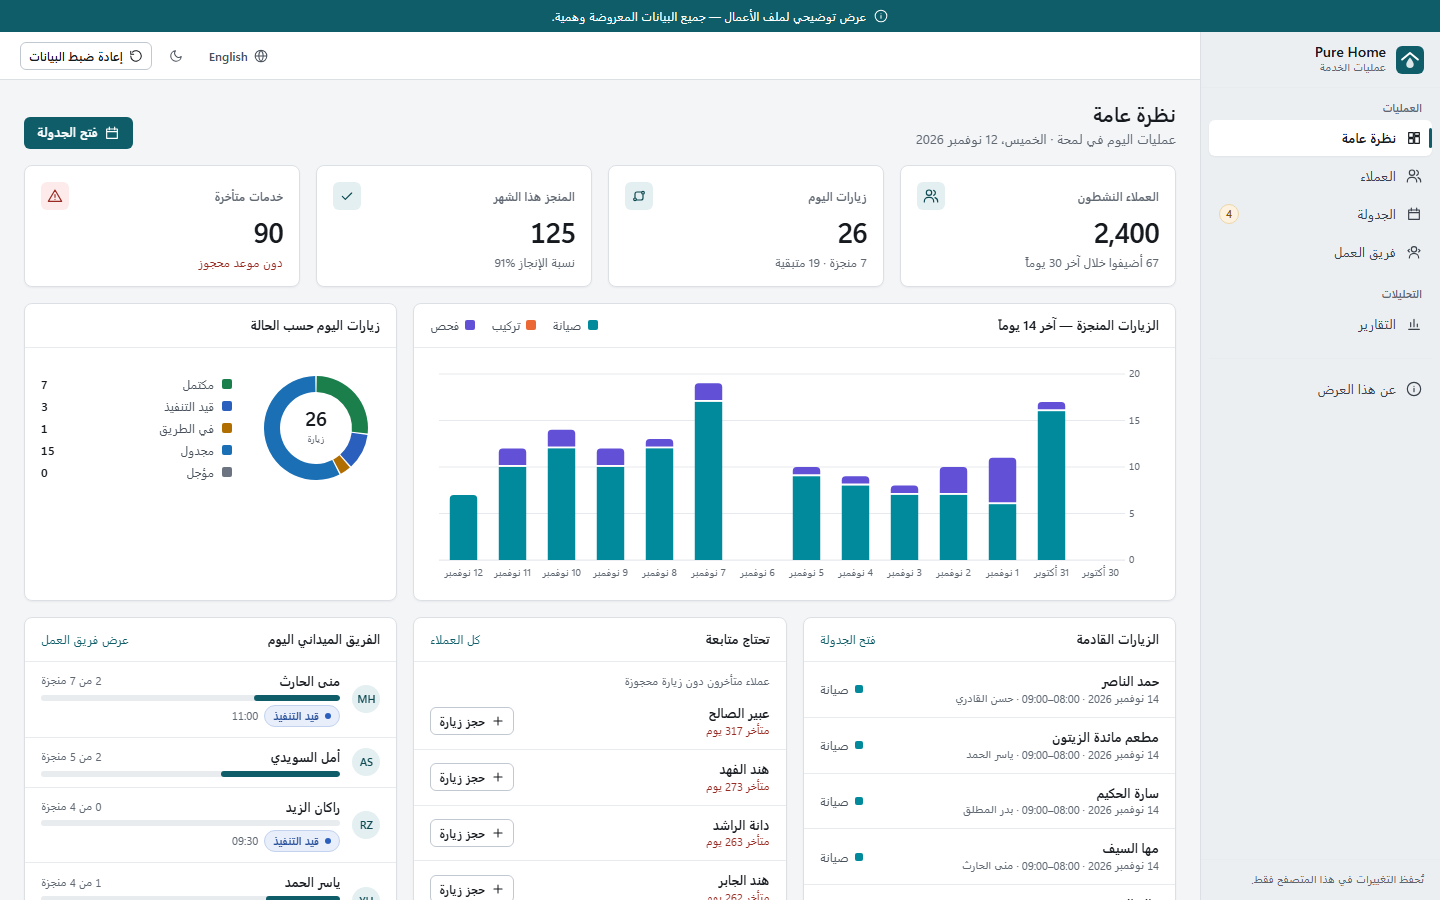 عرض توضيحي لملف الأعمال — جميع البيانات المعروضة وهمية.
Pure Home
عمليات الخدمة
English
إعادة ضبط البيانات
العمليات
نظرة عامة
العملاء
الجدولة
4
فريق العمل
التحليلات
التقارير
عن هذا العرض
تُحفظ التغييرات في هذا المتصفح فقط.
نظرة عامة
عمليات اليوم في لمحة · الخميس، 12 نوفمبر 2026
فتح الجدولة
العملاء النشطون
2,400
67 أضيفوا خلال آخر 30 يوماً
زيارات اليوم
26
7 منجزة · 19 متبقية
المنجز هذا الشهر
125
نسبة الإنجاز 91%
خدمات متأخرة
90
دون موعد محجوز
الزيارات المنجزة — آخر 14 يوماً
صيانة
تركيب
فحص
20
15
10
5
0
30 أكتوبر
31 أكتوبر
1 نوفمبر
2 نوفمبر
3 نوفمبر
4 نوفمبر
5 نوفمبر
6 نوفمبر
7 نوفمبر
8 نوفمبر
9 نوفمبر
10 نوفمبر
11 نوفمبر
12 نوفمبر
زيارات اليوم حسب الحالة
26
زيارة
مكتمل 7
قيد التنفيذ 3
في الطريق 1
مجدول 15
مؤجل 0
الزيارات القادمة
فتح الجدولة
حمد الناصر
14 نوفمبر 2026 · 08:00–09:00 · حسن القادري
صيانة
مطعم مائدة الزيتون
14 نوفمبر 2026 · 08:00–09:00 · ياسر الحمد
صيانة
سارة الحكيم
14 نوفمبر 2026 · 08:00–09:00 · بدر المطلق
صيانة
مها السيف
14 نوفمبر 2026 · 08:00–09:00 · منى الحارث
صيانة
تحتاج متابعة
كل العملاء
عملاء متأخرون دون زيارة محجوزة
عبير الصالح
متأخر 317 يوم
حجز زيارة
هند الفهد
متأخر 273 يوم
حجز زيارة
دانة الراشد
متأخر 263 يوم
حجز زيارة
هند الجابر
متأخر 262 يوم
حجز زيارة
الفريق الميداني اليوم
عرض فريق العمل
MH
منى الحارث
2 من 7 منجزة
قيد التنفيذ
11:00
AS
أمل السويدي
2 من 5 منجزة
RZ
راكان الزيد
0 من 4 منجزة
قيد التنفيذ
09:30
ياسر الحمد
1 من 4 منجزة